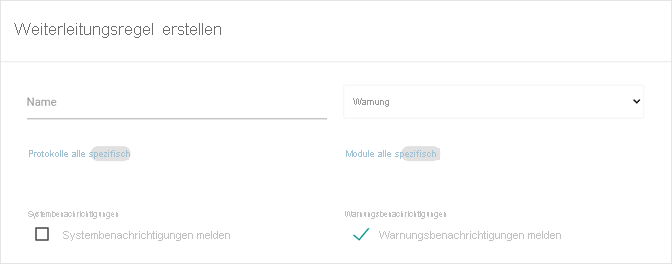 Weiterleitungsregel erstellen
Name
Warnung
Protokolle alle spezifisch
Module alle spezifisch
Systembenachrichtigungen
Warnungsbenachrichtigungen
Systembenachrichtigungen melden
Warnungsbenachrichtigungen melden